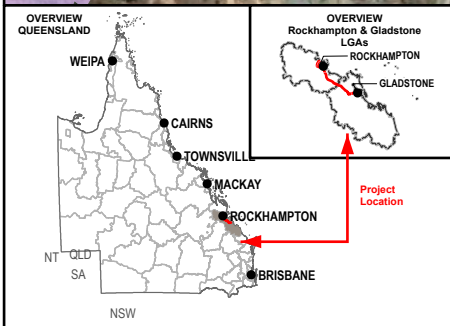 OVERVIEW
QUEENSLAND
WEIPA
CAIRNS
TOWNSVILLE
MACKAY
ROCKHAMPTON
BRISBANE
NT
QLD
SA
NSW
OVERVIEW
Rockhampton & Gladstone
LGAs
ROCKHAMPTON
GLADSTONE
Project
Location